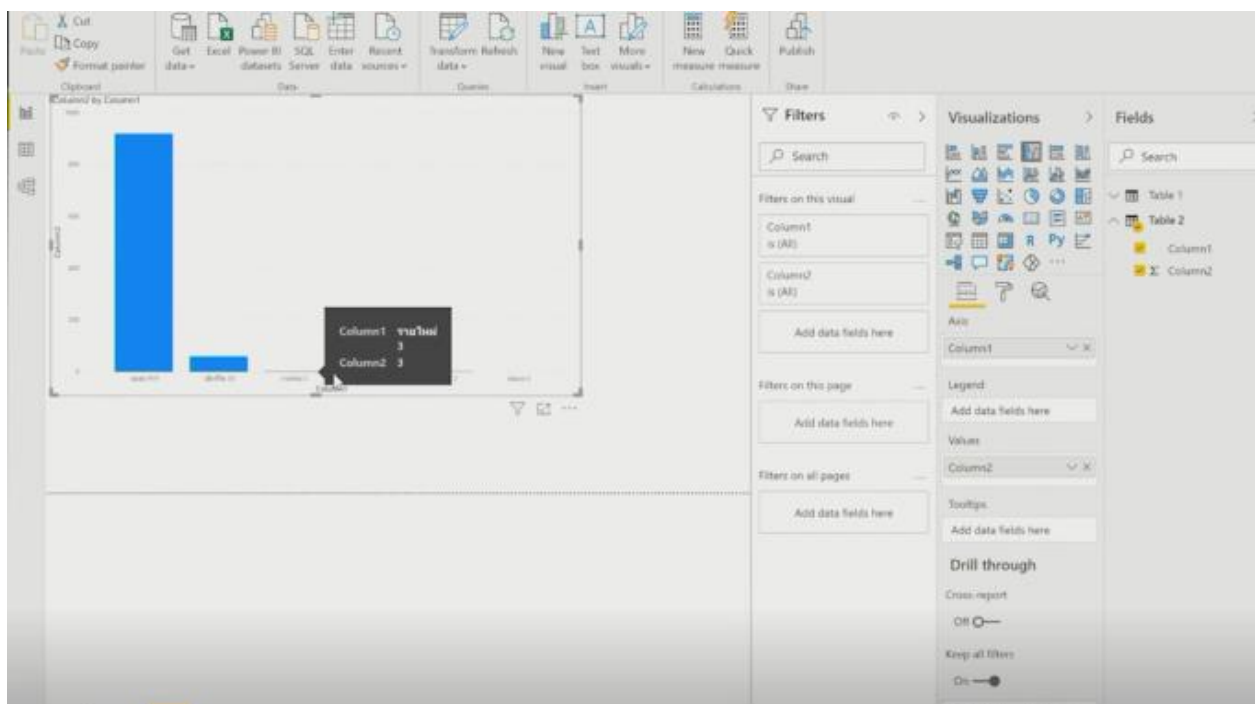 Cut
Copy
Format painter
Paste
Clipboard
Get data
Excel
Power BI datasets
SQL Server
Enter data
Recent sources
Data
Transform data
Refresh
Queries
New visual
Text box
More visuals
Insert
New measure
Quick measure
Calculations
Publish
Share
Column2 by Column1
Column2
Column1 รายใหม่
3
Column2 3
Filters
Search
Filters on this visual
Column1
is (All)
Column2
is (All)
Add data fields here
Filters on this page
Add data fields here
Filters on all pages
Add data fields here
Visualizations
R Py
Axis
Column1
Legend
Add data fields here
Values
Column2
Tooltips
Add data fields here
Drill through
Cross-report
Off
Keep all filters
On
Fields
Search
Table 1
Table 2
Column1
Σ Column2